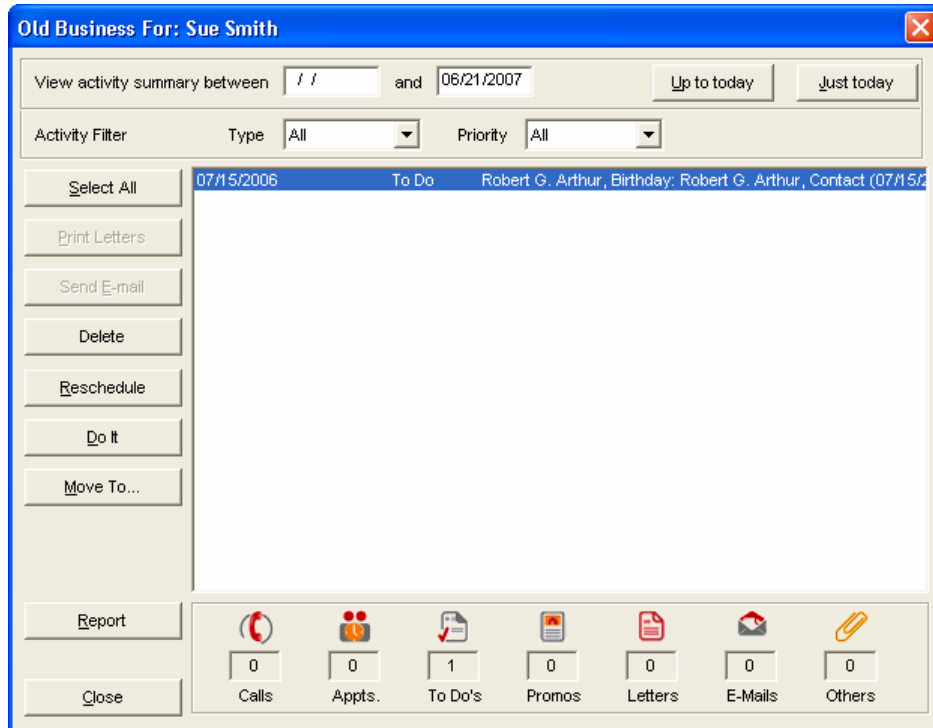 Old Business For: Sue Smith
View activity summary between / / and 06/21/2007 Up to today Just today
Activity Filter Type All Priority All
Select All
07/15/2006 To Do Robert G. Arthur, Birthday: Robert G. Arthur, Contact (07/15/2
Print Letters
Send E-mail
Delete
Reschedule
Do It
Move To...
Report
0 0 1 0 0 0 0
Calls Appts. To Do's Promos Letters E-Mails Others
Close